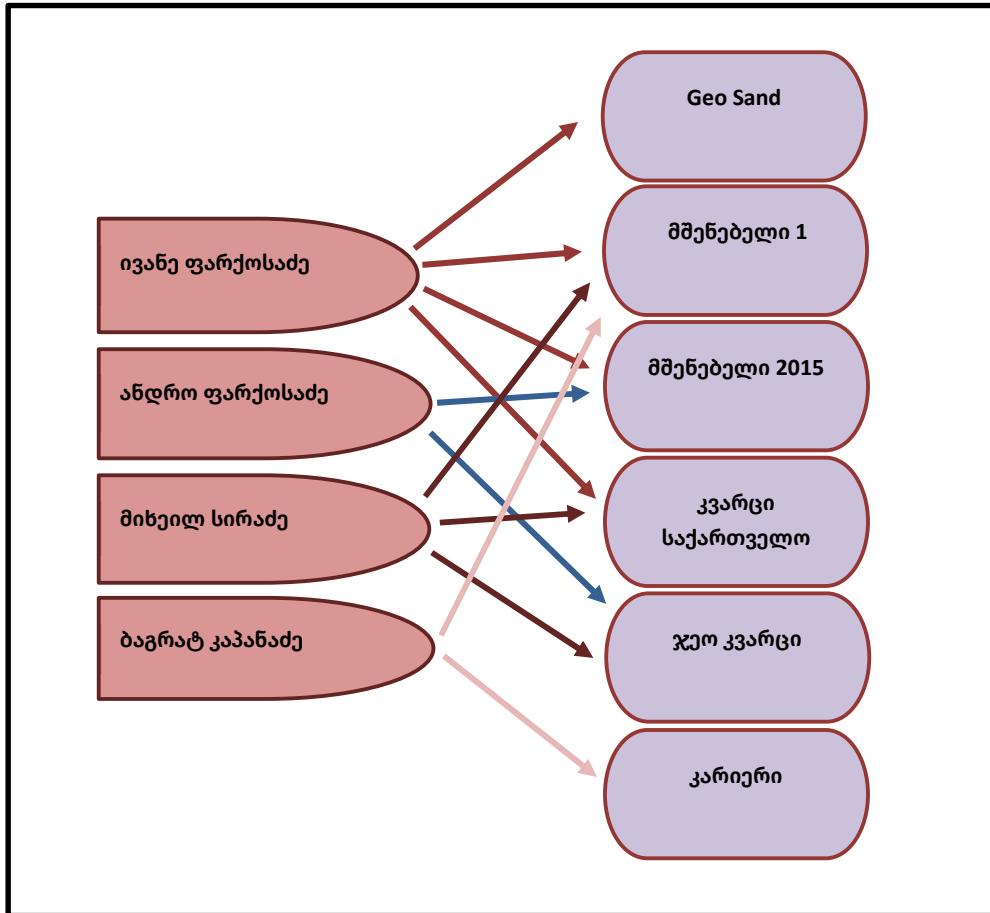 Geo Sand
მშენებელი 1
ივანე ფარქოსაძე
მშენებელი 2015
ანდრო ფარქოსაძე
კვარცი
საქართველო
მიხეილ სირაძე
ბაგრატ კაპანაძე
ჯეო კვარცი
კარიერი